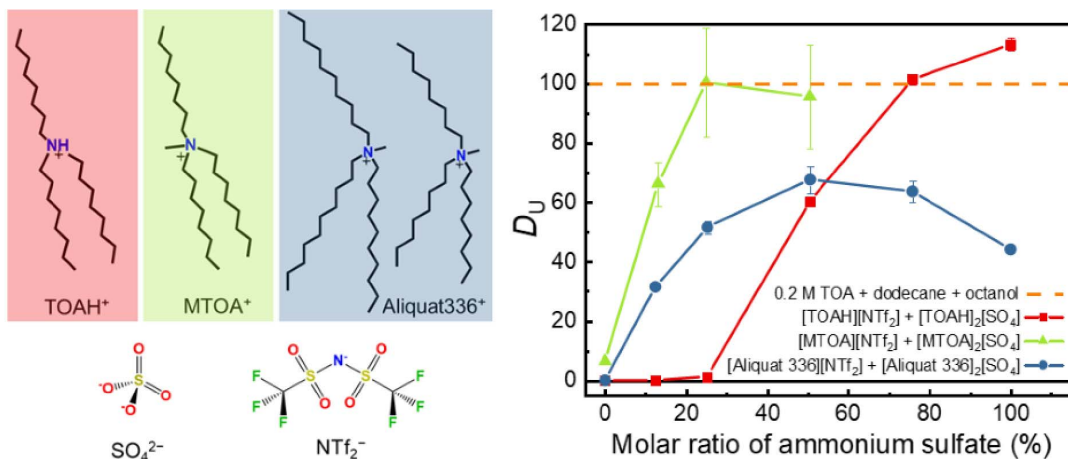 NH
+
TOAH⁺
N
+
MTOA⁺
N
+
N
+
Aliquat336⁺
O
⁻O
S
O
⁻O
SO₄²⁻
O
O
N⁻
O
O
F
S
S
F
F
O
O
F
F
F
NTf₂⁻
D_U
120
100
80
60
40
20
0
0.2 M TOA + dodecane + octanol
[TOAH][NTf₂] + [TOAH]₂[SO₄]
[MTOA][NTf₂] + [MTOA]₂[SO₄]
[Aliquat 336][NTf₂] + [Aliquat 336]₂[SO₄]
0 20 40 60 80 100
Molar ratio of ammonium sulfate (%)